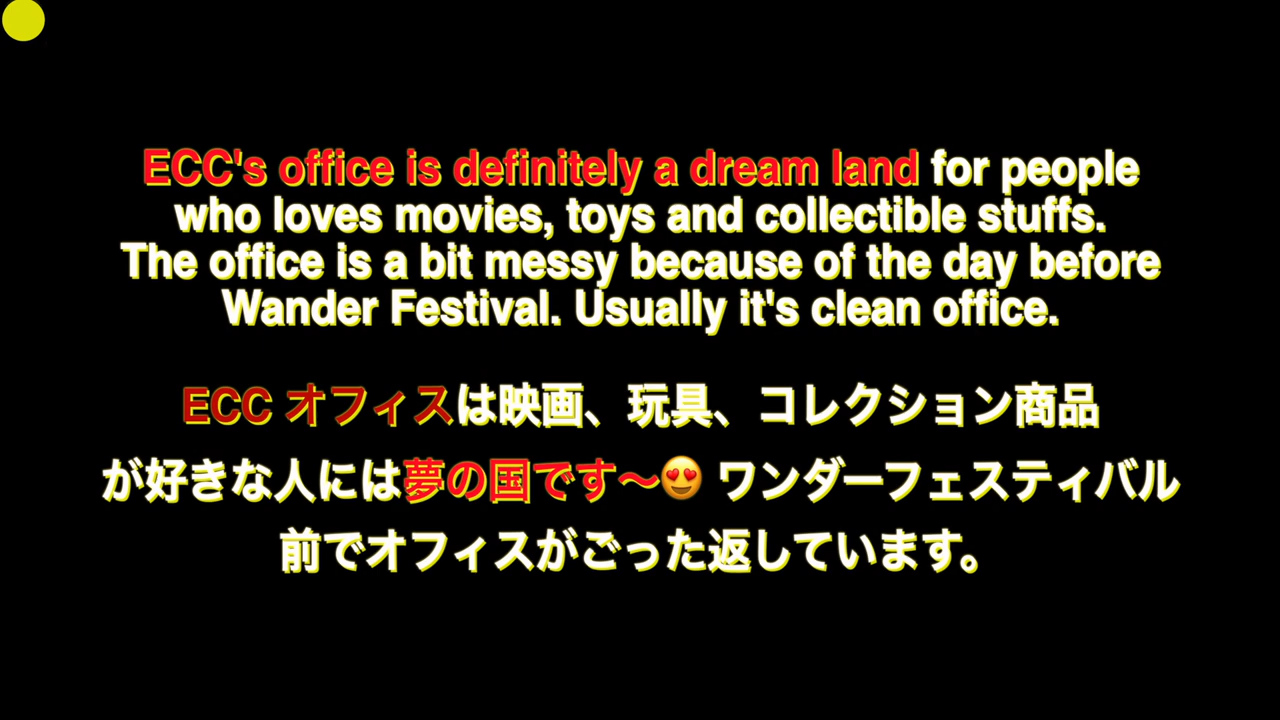 ECC's office is definitely a dream land for people
who loves movies, toys and collectible stuffs.
The office is a bit messy because of the day before
Wander Festival. Usually it's clean office.
ECC オフィスは映画、玩具、コレクション商品
が好きな人には夢の国です〜😍 ワンダーフェスティバル
前でオフィスがごった返しています。